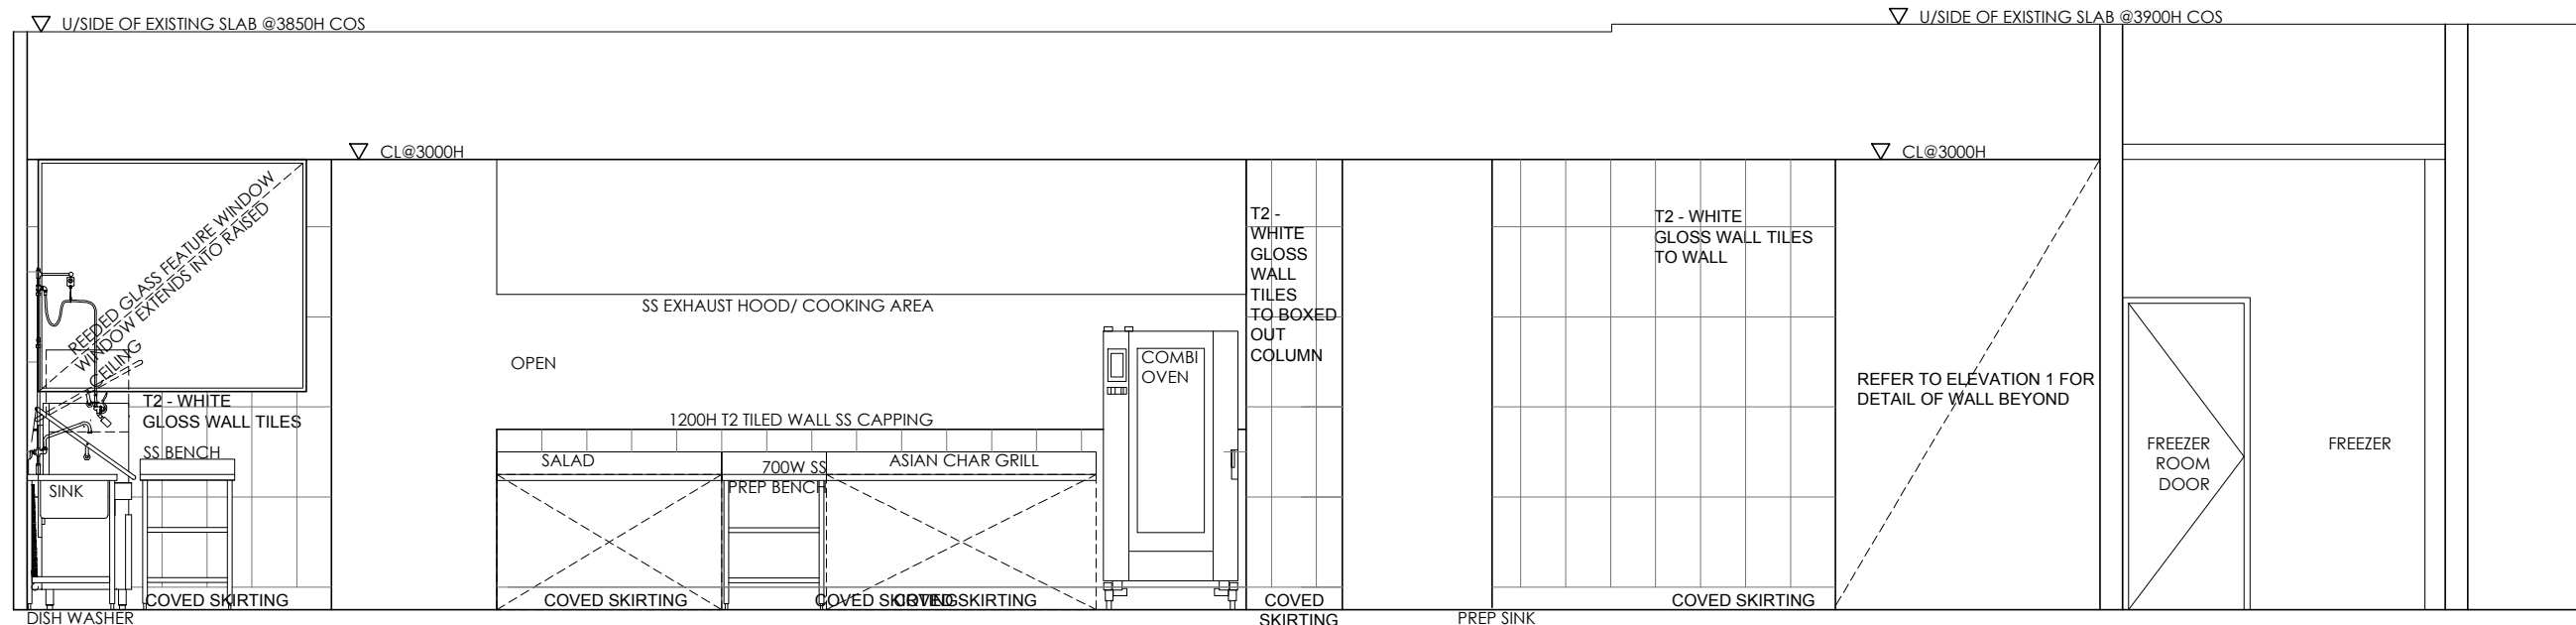 U/SIDE OF EXISTING SLAB @3850H COS
U/SIDE OF EXISTING SLAB @3900H COS
CL@3000H
CL@3000H
REEDED GLASS FEATURE WINDOW
WINDOW EXTENDS INTO RAISED
CEILING
T2 - WHITE
GLOSS WALL TILES
SS BENCH
SINK
COVED SKIRTING
DISH WASHER
SS EXHAUST HOOD/ COOKING AREA
OPEN
1200H T2 TILED WALL SS CAPPING
SALAD
700W SS
PREP BENCH
ASIAN CHAR GRILL
COVED SKIRTING
COVED SKIRTING
COVED SKIRTING
COMBI
OVEN
T2 -
WHITE
GLOSS
WALL
TILES
TO BOXED
OUT
COLUMN
COVED
SKIRTING
PREP SINK
T2 - WHITE
GLOSS WALL TILES
TO WALL
COVED SKIRTING
REFER TO ELEVATION 1 FOR
DETAIL OF WALL BEYOND
FREEZER
ROOM
DOOR
FREEZER